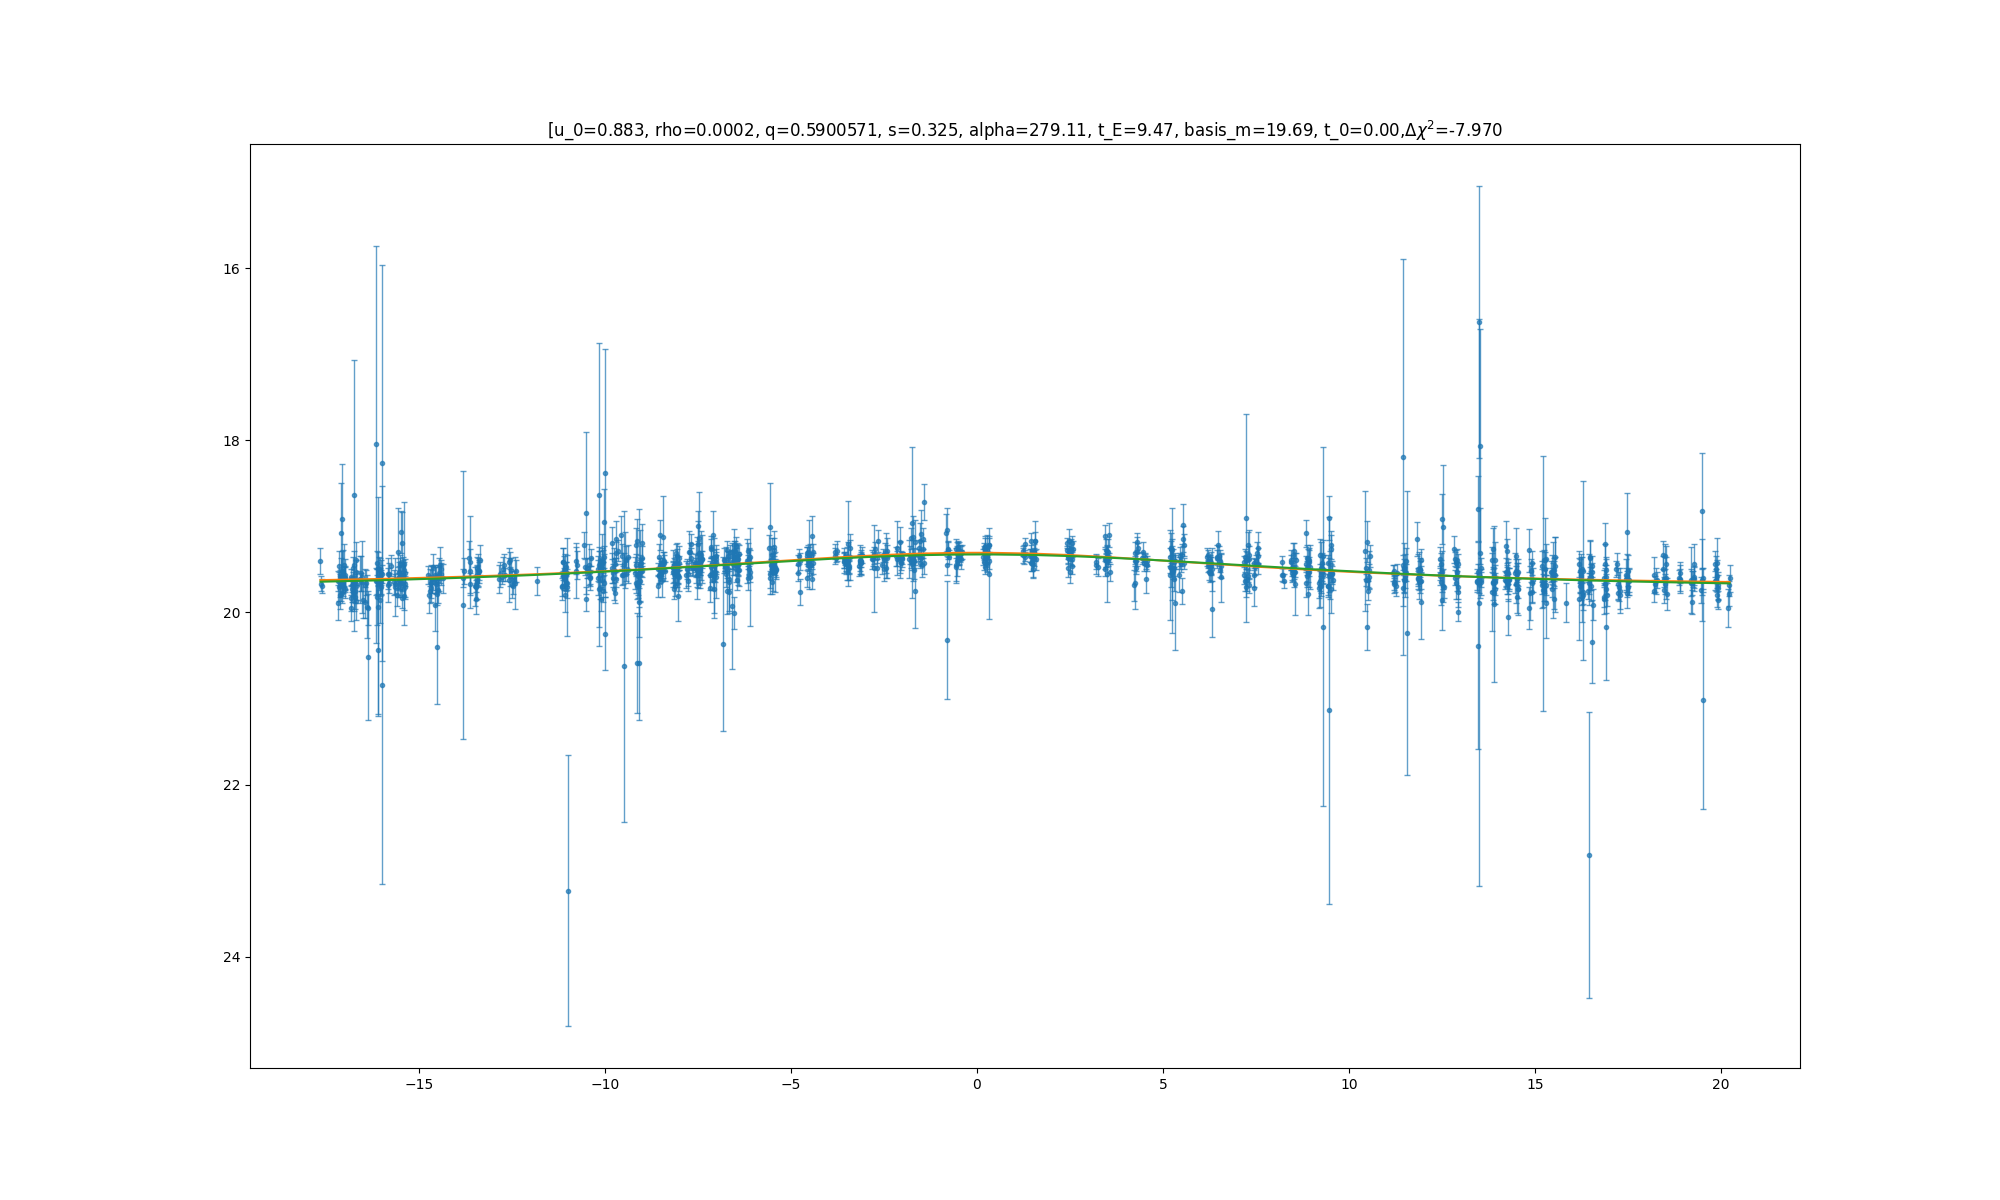 [u_0=0.883, rho=0.0002, q=0.5900571, s=0.325, alpha=279.11, t_E=9.47, basis_m=19.69, t_0=0.00,Δχ²=-7.970
16
18
20
22
24
−15 −10 −5 0 5 10 15 20